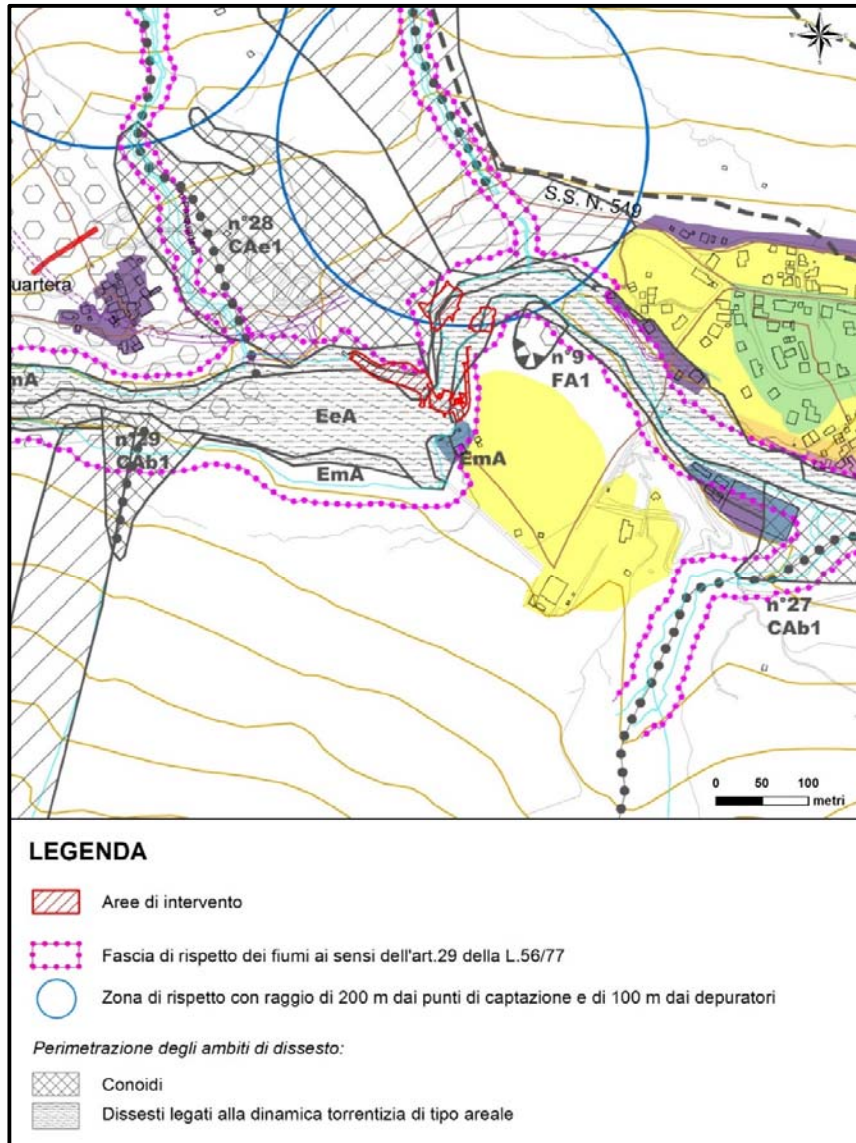 S.S. N. 549
n°28
CAe1
uartera
n°9
FA1
mA
EeA
n°29
CAb1
EmA
EmA
n°27
CAb1
0 50 100
metri
LEGENDA
Aree di intervento
Fascia di rispetto dei fiumi ai sensi dell'art.29 della L.56/77
Zona di rispetto con raggio di 200 m dai punti di captazione e di 100 m dai depuratori
Perimetrazione degli ambiti di dissesto:
Conoidi
Dissesti legati alla dinamica torrentizia di tipo areale